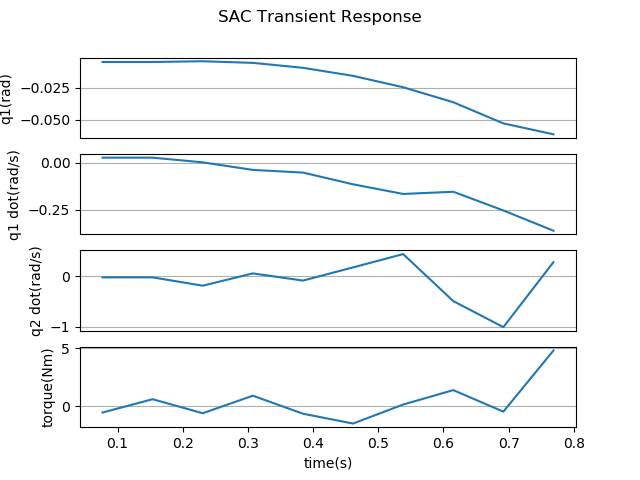 SAC Transient Response
q1(rad)
−0.025
−0.050
q1 dot(rad/s)
0.00
−0.25
q2 dot(rad/s)
0
−1
torque(Nm)
5
0
0.1 0.2 0.3 0.4 0.5 0.6 0.7 0.8
time(s)